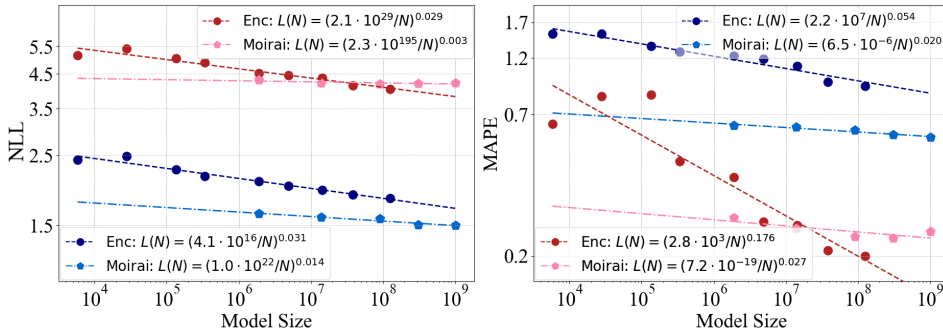 Enc: L(N) = (2.1 · 10^29/N)^0.029
Moirai: L(N) = (2.3 · 10^195/N)^0.003
5.5
4.5
3.5
2.5
1.5
NLL
Enc: L(N) = (4.1 · 10^16/N)^0.031
Moirai: L(N) = (1.0 · 10^22/N)^0.014
10^4 10^5 10^6 10^7 10^8 10^9
Model Size
Enc: L(N) = (2.2 · 10^7/N)^0.054
Moirai: L(N) = (6.5 · 10^-6/N)^0.020
1.7
1.2
0.7
0.2
MAPE
Enc: L(N) = (2.8 · 10^3/N)^0.176
Moirai: L(N) = (7.2 · 10^-19/N)^0.027
10^4 10^5 10^6 10^7 10^8 10^9
Model Size